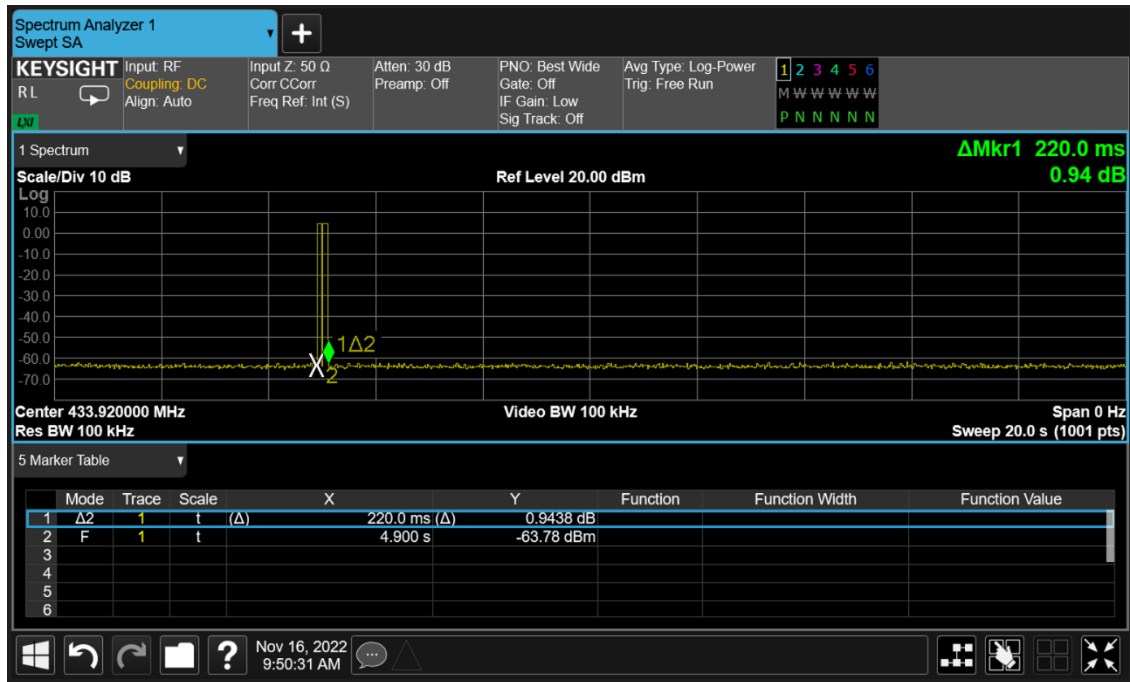 Spectrum Analyzer 1
Swept SA
+
KEYSIGHT Input: RF Input Z: 50 Ω Atten: 30 dB PNO: Best Wide Avg Type: Log-Power 1 2 3 4 5 6
RL Coupling: DC Corr CCorr Preamp: Off Gate: Off Trig: Free Run M W W W W W
Align: Auto Freq Ref: Int (S) IF Gain: Low
LXI Sig Track: Off P N N N N N
1 Spectrum ΔMkr1 220.0 ms
Scale/Div 10 dB Ref Level 20.00 dBm 0.94 dB
Log
10.0
0.00
-10.0
-20.0
-30.0
-40.0
-50.0
1Δ2
-60.0
X2
-70.0
Center 433.920000 MHz Video BW 100 kHz Span 0 Hz
Res BW 100 kHz Sweep 20.0 s (1001 pts)
5 Marker Table
Mode Trace Scale X Y Function Function Width Function Value
1 Δ2 1 t (Δ) 220.0 ms (Δ) 0.9438 dB
2 F 1 t 4.900 s -63.78 dBm
3
4
5
6
? Nov 16, 2022
9:50:31 AM